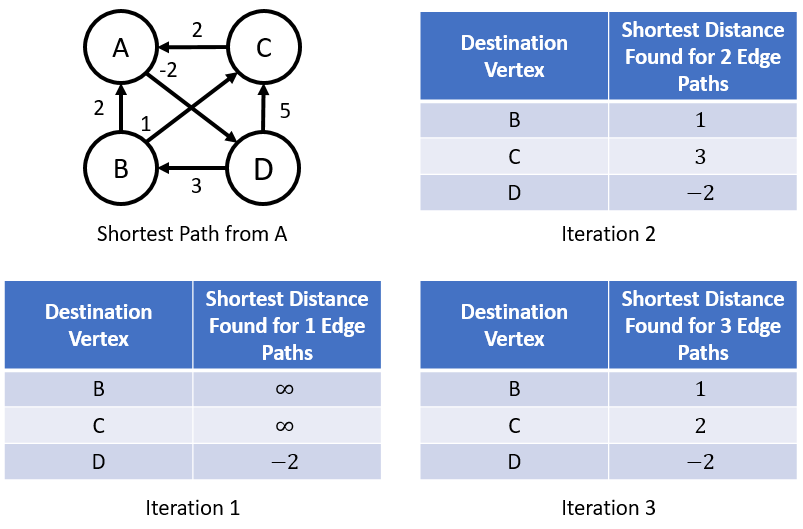 A
2
C
-2
2
1
5
B
3
D
Shortest Path from A
Destination
Vertex
Shortest Distance
Found for 2 Edge
Paths
B 1
C 3
D −2
Iteration 2
Destination
Vertex
Shortest Distance
Found for 1 Edge
Paths
B ∞
C ∞
D −2
Iteration 1
Destination
Vertex
Shortest Distance
Found for 3 Edge
Paths
B 1
C 2
D −2
Iteration 3